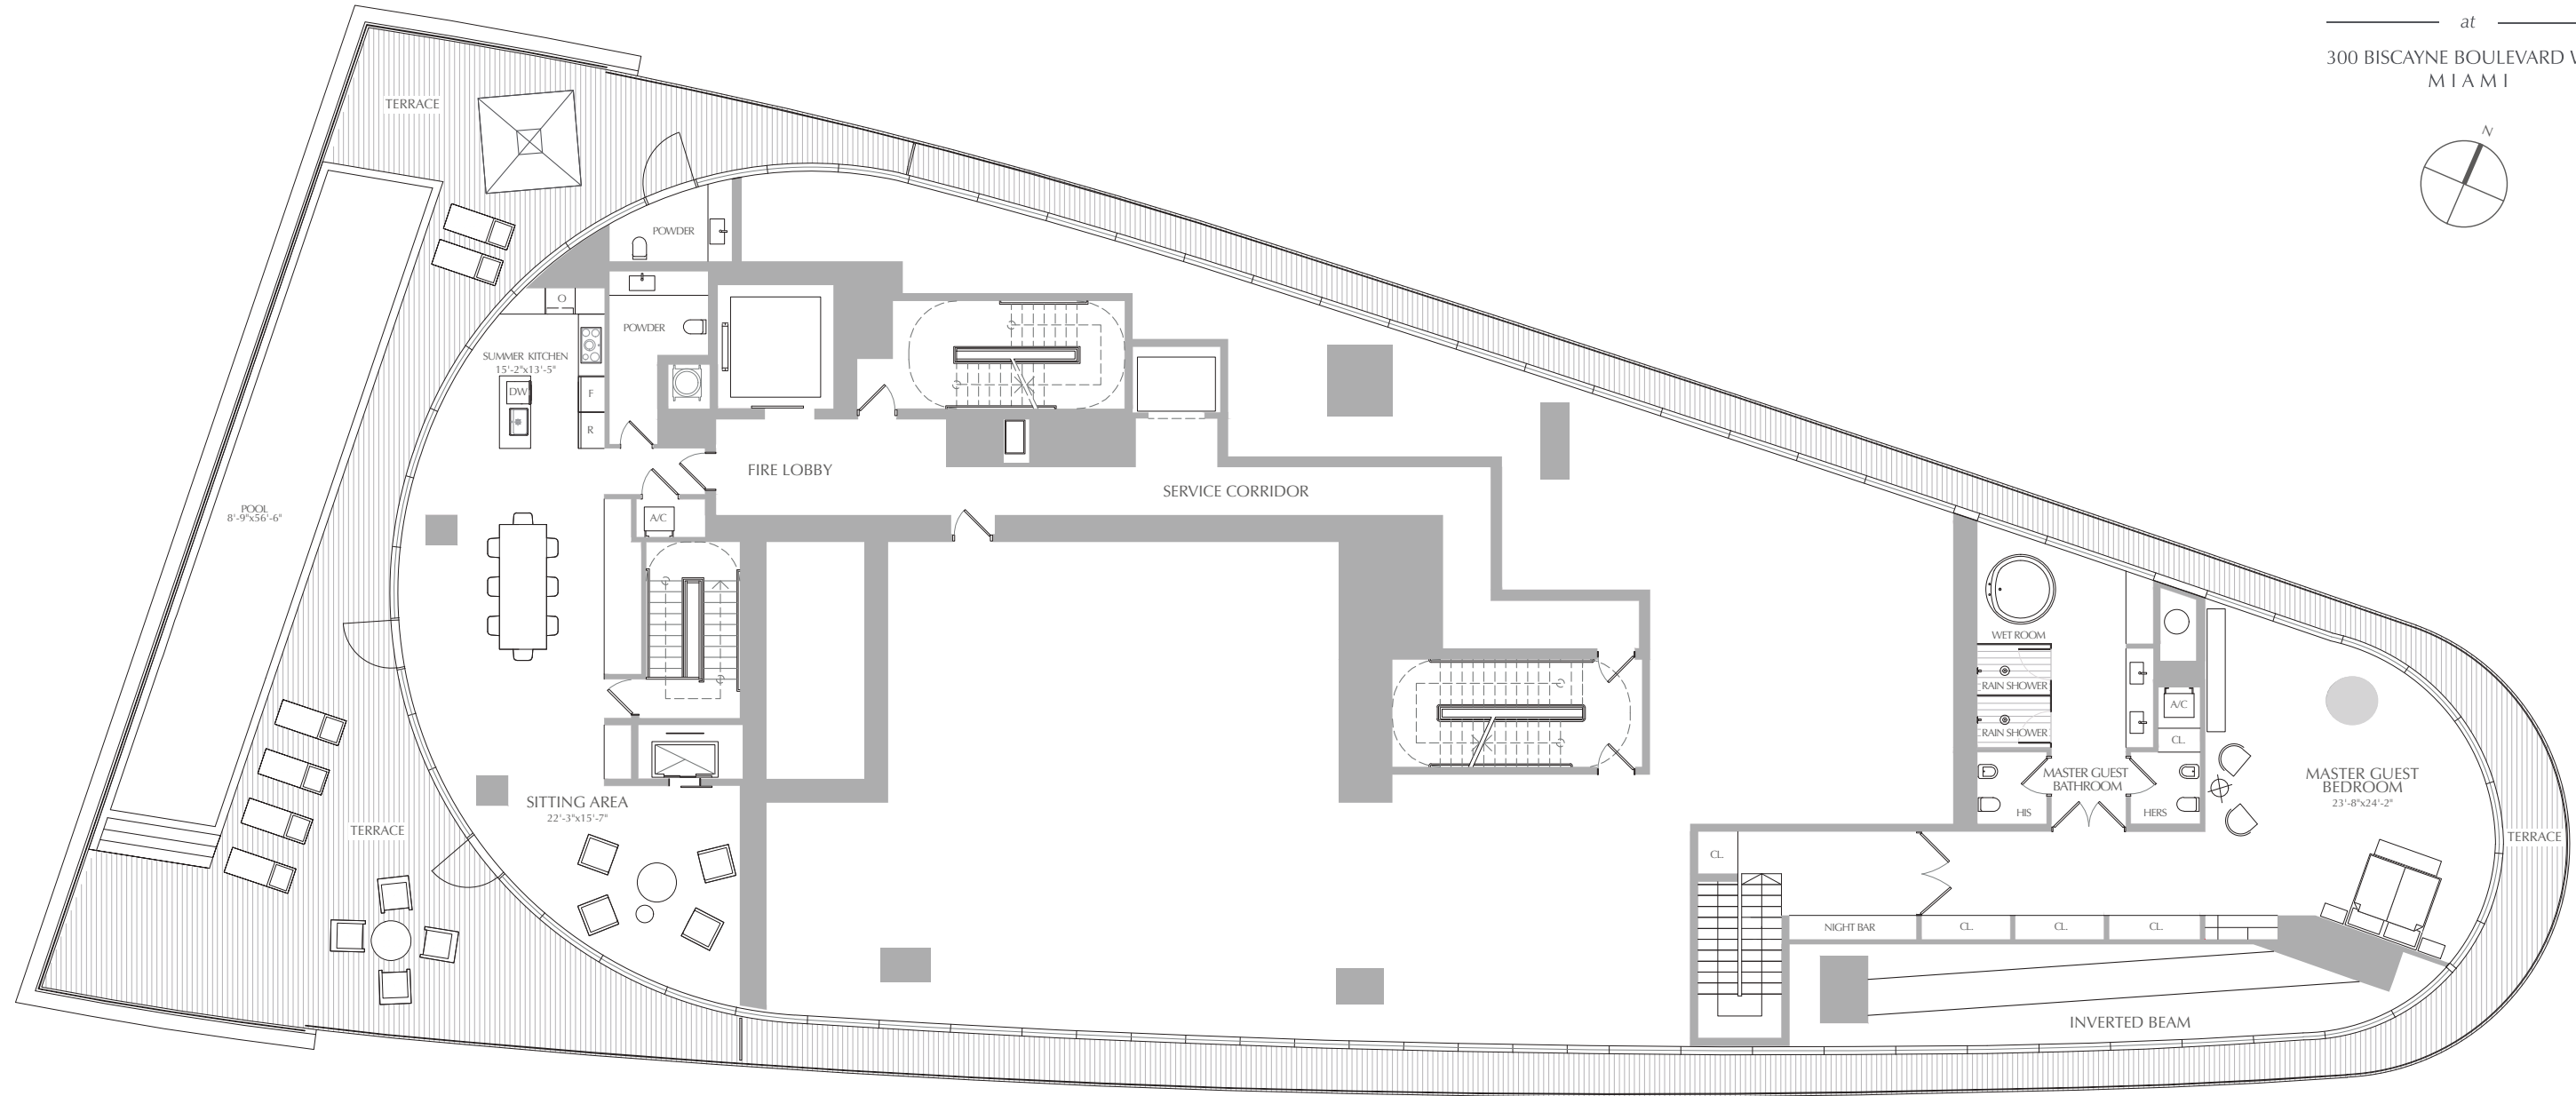 at
300 BISCAYNE BOULEVARD W
MIAMI
N
TERRACE
POWDER
O
POWDER
SUMMER KITCHEN
15'-2"x13'-5"
DW
F
R
FIRE LOBBY
SERVICE CORRIDOR
POOL
8'-9"x56'-6"
A/C
WET ROOM
RAIN SHOWER
RAIN SHOWER
A/C
CL.
MASTER GUEST
BATHROOM
HIS
HERS
MASTER GUEST
BEDROOM
23'-8"x24'-2"
SITTING AREA
22'-3"x15'-7"
TERRACE
TERRACE
CL.
NIGHT BAR
CL.
CL.
CL.
INVERTED BEAM